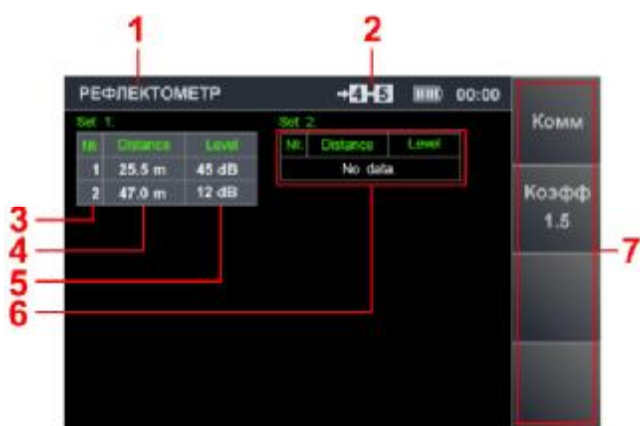 1 2
РЕФЛЕКТОМЕТР →4-5 00:00
Set 1: Set 2:
Nr. Distance Level Nr. Distance Level
1 25.5 m 45 dB No data.
2 47.0 m 12 dB
Комм
Коэфф
1.5
3
4
5
6
7